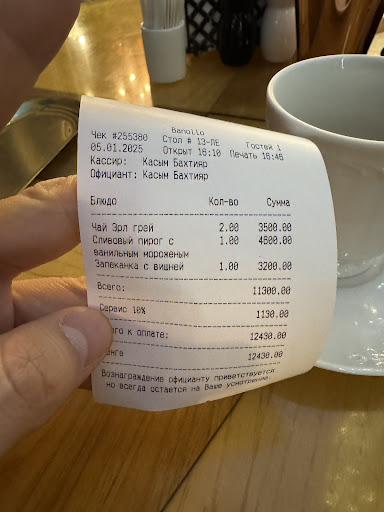 Banollo
Чек #255380 Стол # 13-ЛЕ Гостей 1
05.01.2025 Открыт 16:10 Печать 16:46
Кассир: Касым Бахтияр
Официант: Касым Бахтияр
Блюдо Кол-во Сумма
Чай Эрл грей 2.00 3500.00
Сливовый пирог с 1.00 4600.00
ванильным мороженым
Запеканка с вишней 1.00 3200.00
Всего: 11300.00
Сервис 10% 1130.00
к оплате: 12430.00
12430.00
Вознаграждение официанту приветствуется,
но всегда остается на Ваше усмотрение.